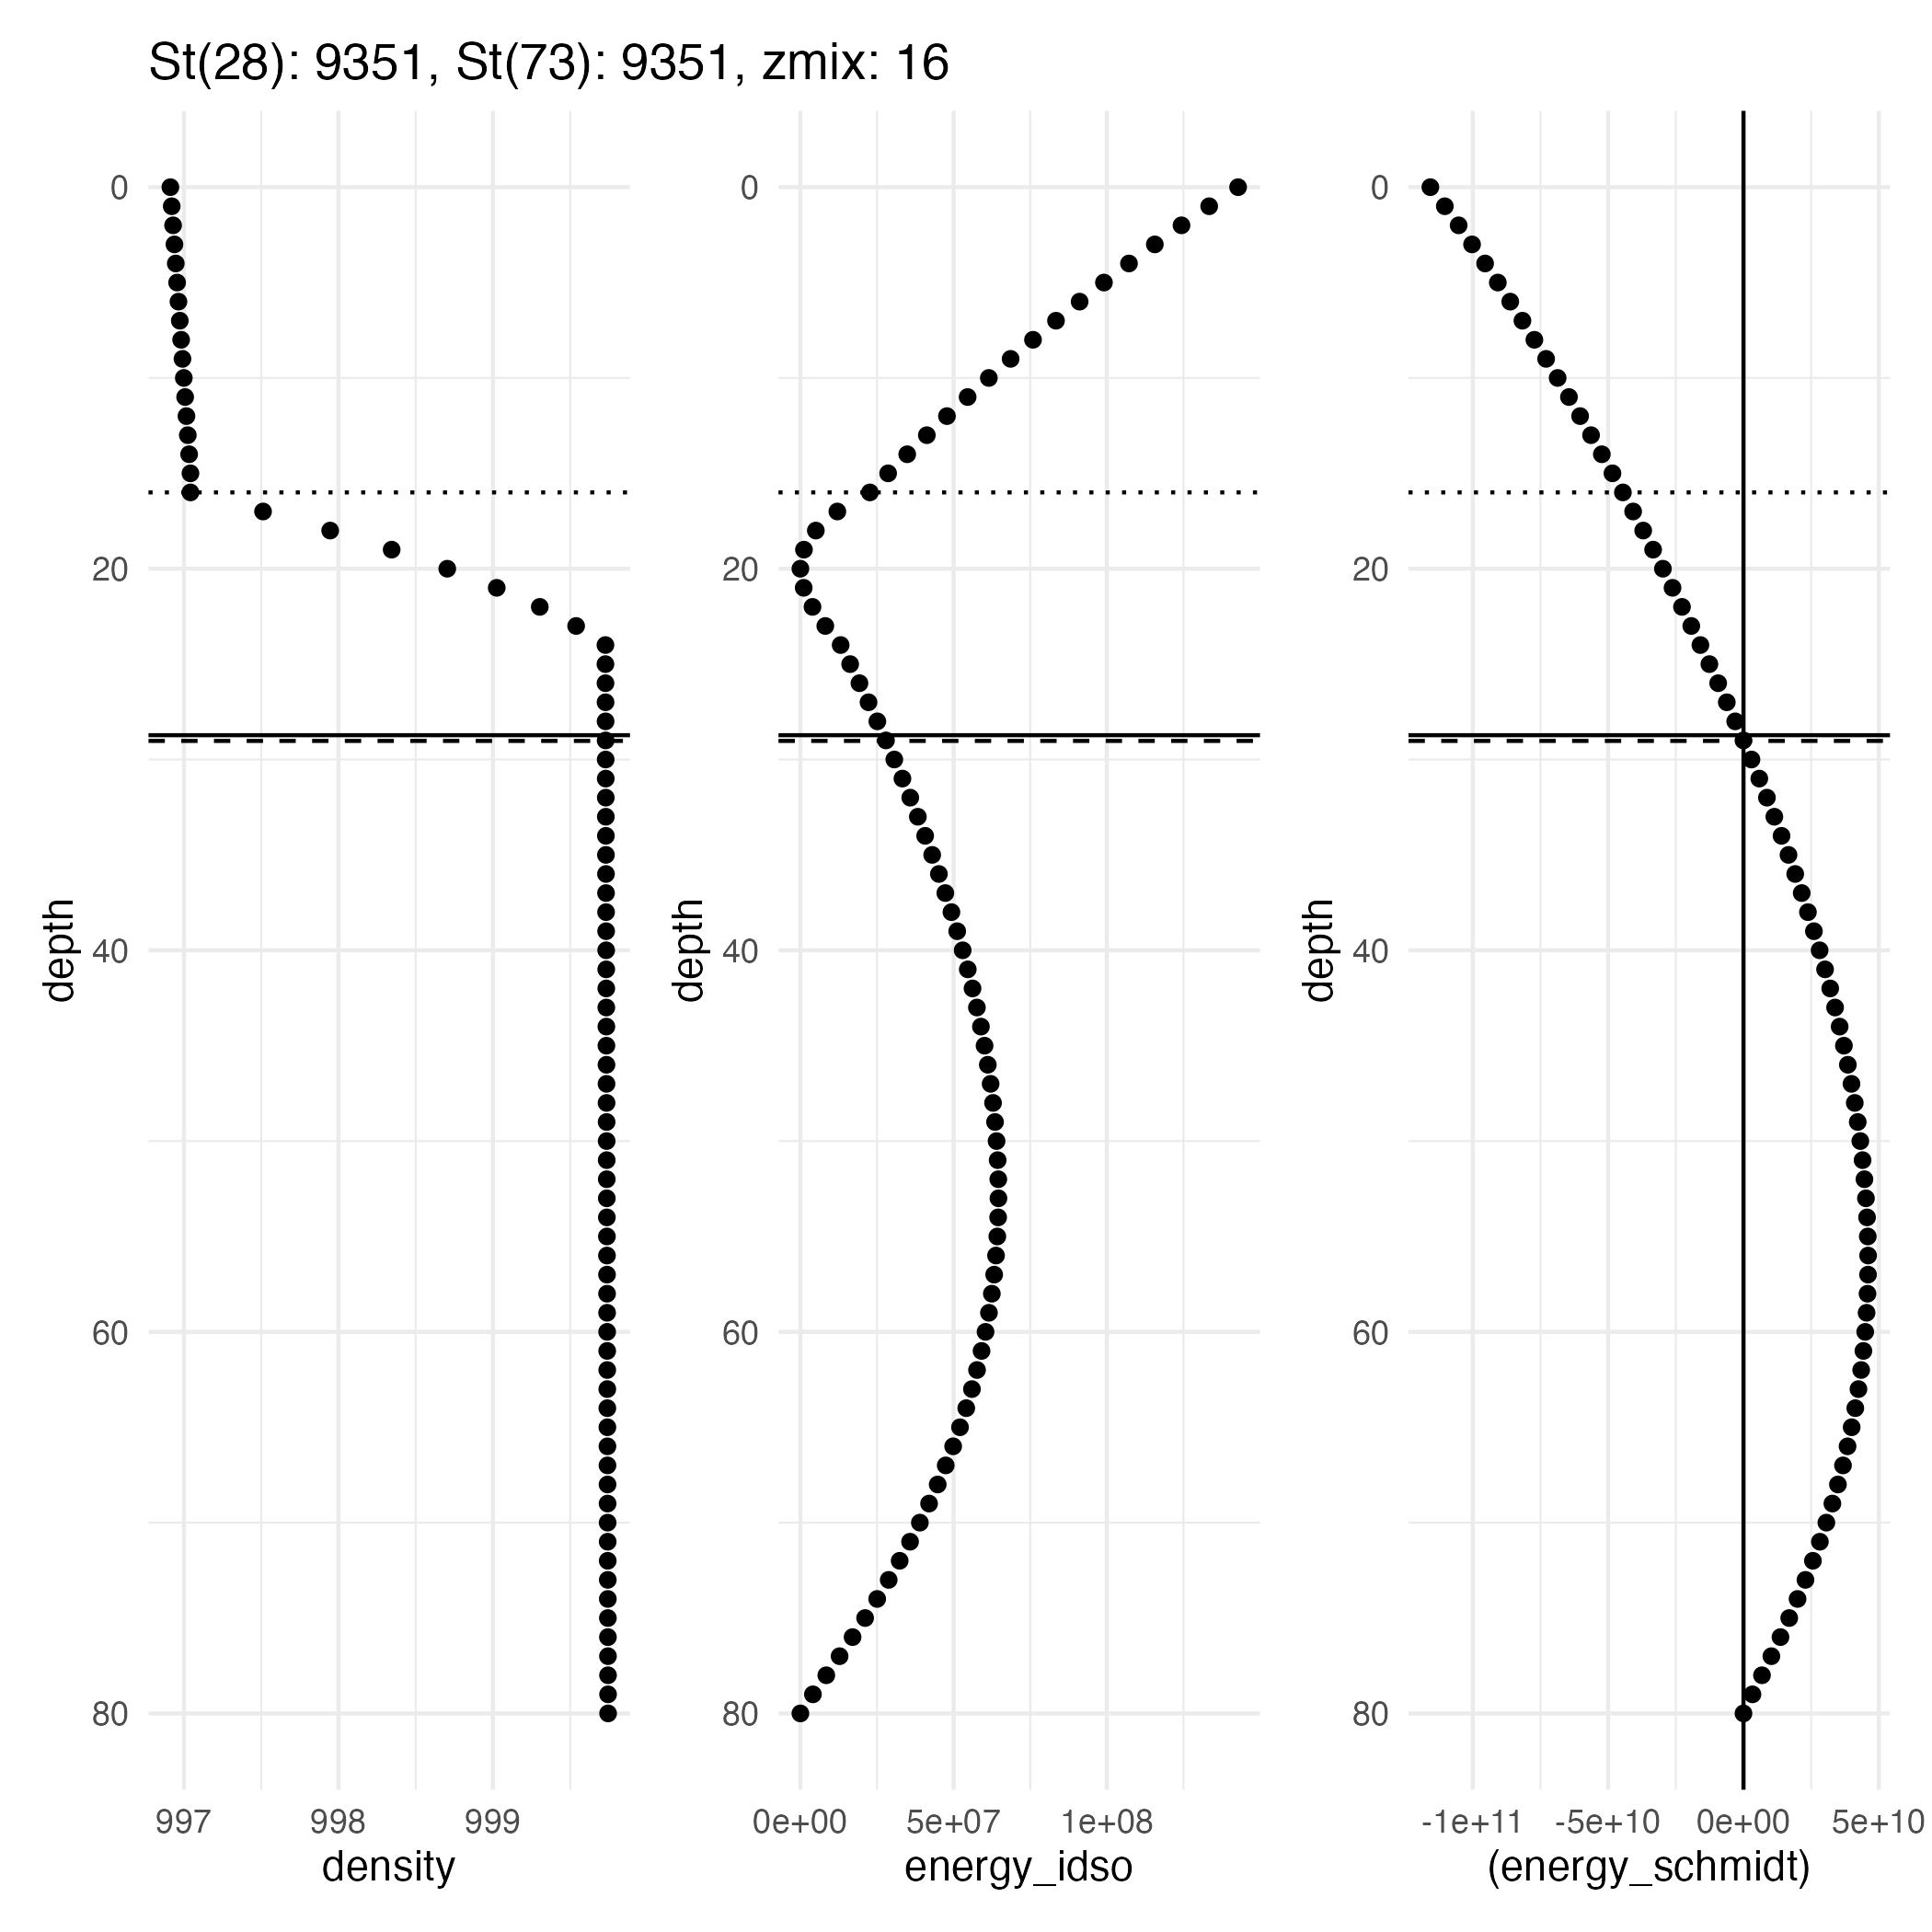 St(28): 9351, St(73): 9351, zmix: 16
depth
0
20
40
60
80
997 998 999
density
depth
0
20
40
60
80
0e+00 5e+07 1e+08
energy_idso
depth
0
20
40
60
80
-1e+11 -5e+10 0e+00 5e+10
(energy_schmidt)